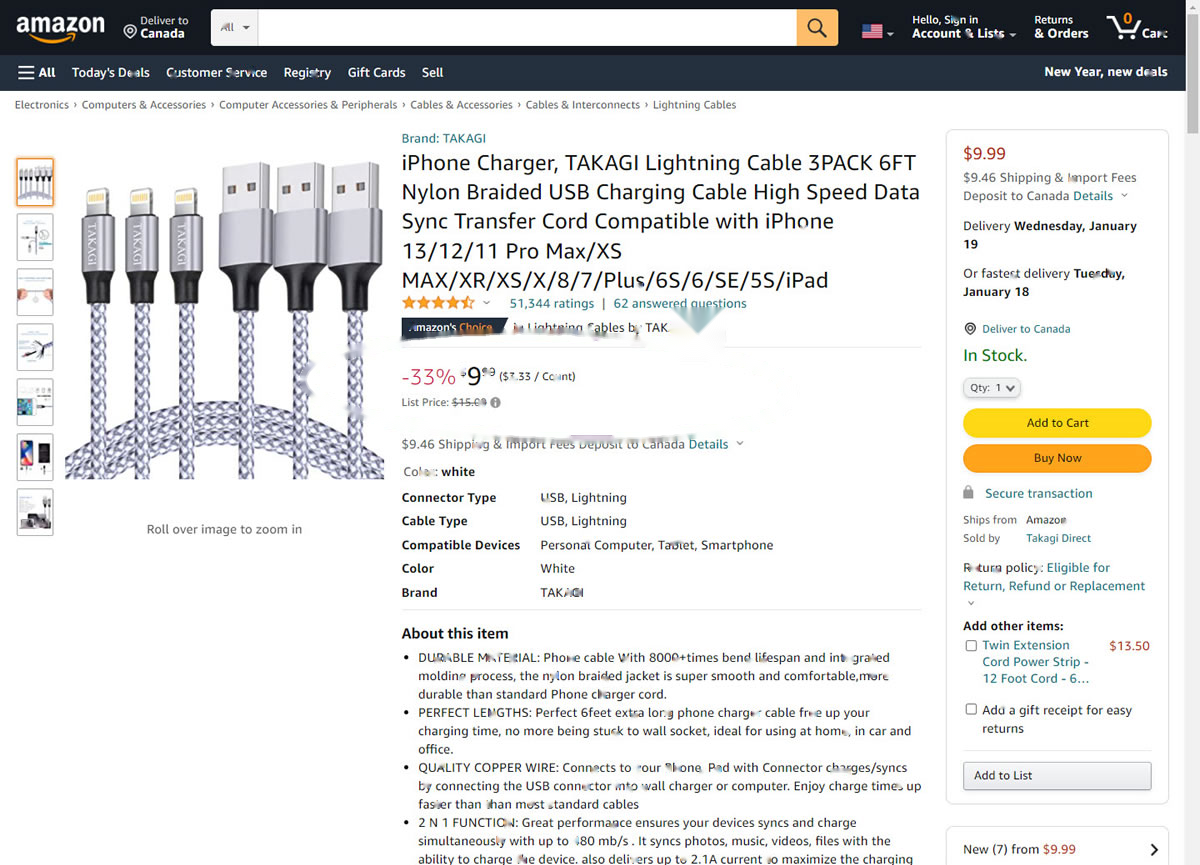 amazon
Deliver to
Canada
All
Hello, Sign in
Account & Lists
Returns
& Orders
0
Cart
All
Today's Deals
Customer Service
Registry
Gift Cards
Sell
New Year, new deals
Electronics › Computers & Accessories › Computer Accessories & Peripherals › Cables & Accessories › Cables & Interconnects › Lightning Cables
TAKAGI
TAKAGI
TAKAGI
Roll over image to zoom in
Brand: TAKAGI
iPhone Charger, TAKAGI Lightning Cable 3PACK 6FT
Nylon Braided USB Charging Cable High Speed Data
Sync Transfer Cord Compatible with iPhone
13/12/11 Pro Max/XS
MAX/XR/XS/X/8/7/Plus/6S/6/SE/5S/iPad
51,344 ratings | 62 answered questions
Amazon's Choice in Lightning Cables by TAK
-33% $9.99 ($3.33 / Count)
List Price: $15.00
$9.46 Shipping & Import Fees Deposit to Canada Details
Color: white
Connector Type USB, Lightning
Cable Type USB, Lightning
Compatible Devices Personal Computer, Tablet, Smartphone
Color White
Brand TAKAGI
About this item
• DURABLE MATERIAL: Phone cable With 8000+times bend lifespan and integrated
molding process, the nylon braided jacket is super smooth and comfortable,more
durable than standard Phone charger cord.
• PERFECT LENGTHS: Perfect 6feet extra long phone charger cable free up your
charging time, no more being stuck to wall socket, ideal for using at home, in car and
office.
• QUALITY COPPER WIRE: Connects to your Phone, Pad with Connector charges/syncs
by connecting the USB connector into wall charger or computer. Enjoy charge times up
faster than than most standard cables
• 2 N 1 FUNCTION: Great performance ensures your devices syncs and charge
simultaneously with up to 480 mb/s . It syncs photos, music, videos, files with the
ability to charge the device. also delivers up to 2.1A current to maximize the charging
$9.99
$9.46 Shipping & Import Fees
Deposit to Canada Details
Delivery Wednesday, January
19
Or fastest delivery Tuesday,
January 18
Deliver to Canada
In Stock.
Qty: 1
Add to Cart
Buy Now
Secure transaction
Ships from Amazon
Sold by Takagi Direct
Return policy: Eligible for
Return, Refund or Replacement
Add other items:
Twin Extension $13.50
Cord Power Strip -
12 Foot Cord - 6...
Add a gift receipt for easy
returns
Add to List
New (7) from $9.99